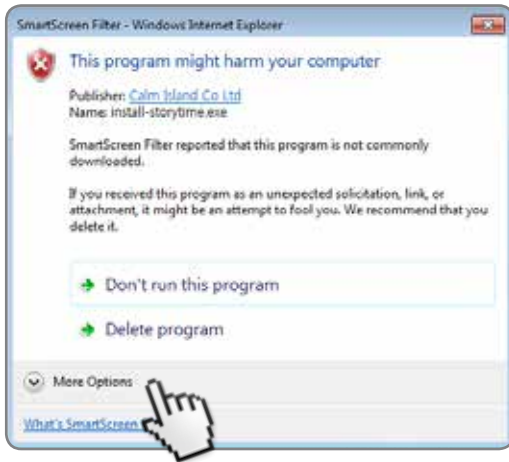 SmartScreen Filter - Windows Internet Explorer
This program might harm your computer
Publisher: Calm Island Co Ltd
Name: install-storytime.exe
SmartScreen Filter reported that this program is not commonly
downloaded.
If you received this program as an unexpected solicitation, link, or
attachment, it might be an attempt to fool you. We recommend that you
delete it.
Don't run this program
Delete program
More Options
What's SmartScreen